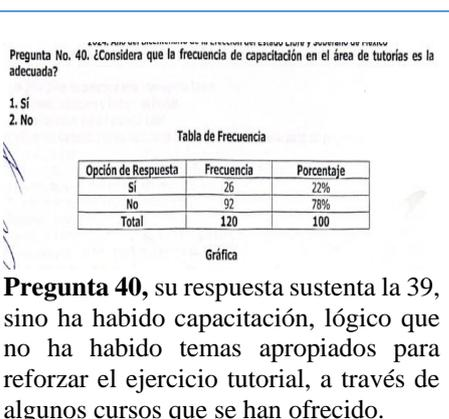 2024. Año del Bicentenario de la Erección del Estado Libre y Soberano de México
Pregunta No. 40. ¿Considera que la frecuencia de capacitación en el área de tutorías es la
adecuada?
1. Sí
2. No
Tabla de Frecuencia
Opción de Respuesta Frecuencia Porcentaje
Sí 26 22%
No 92 78%
Total 120 100
Gráfica
Pregunta 40, su respuesta sustenta la 39,
sino ha habido capacitación, lógico que
no ha habido temas apropiados para
reforzar el ejercicio tutorial, a través de
algunos cursos que se han ofrecido.